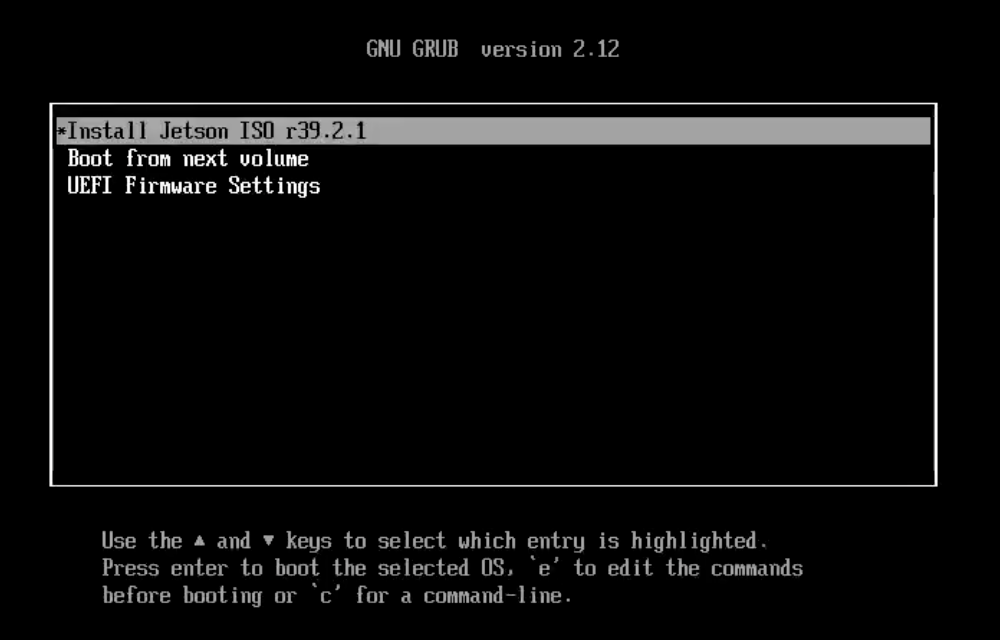 GNU GRUB  version 2.12
*Install Jetson ISO r39.2.1
Boot from next volume
UEFI Firmware Settings
Use the ▲ and ▼ keys to select which entry is highlighted.
Press enter to boot the selected OS, `e' to edit the commands
before booting or `c' for a command-line.